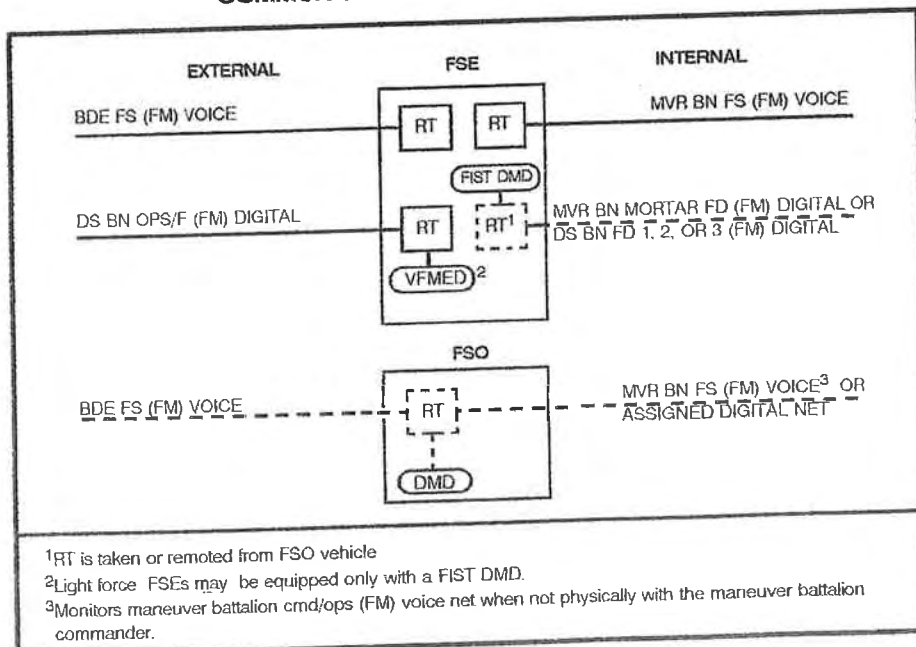 EXTERNAL FSE INTERNAL
BDE FS (FM) VOICE RT RT MVR BN FS (FM) VOICE
FIST DMD
DS BN OPS/F (FM) DIGITAL RT RT¹ MVR BN MORTAR FD (FM) DIGITAL OR
DS BN FD 1, 2, OR 3 (FM) DIGITAL
VFMED ²
FSO
BDE FS (FM) VOICE RT MVR BN FS (FM) VOICE³ OR
ASSIGNED DIGITAL NET
DMD
¹RT is taken or remoted from FSO vehicle
²Light force FSEs may be equipped only with a FIST DMD.
³Monitors maneuver battalion cmd/ops (FM) voice net when not physically with the maneuver battalion
commander.